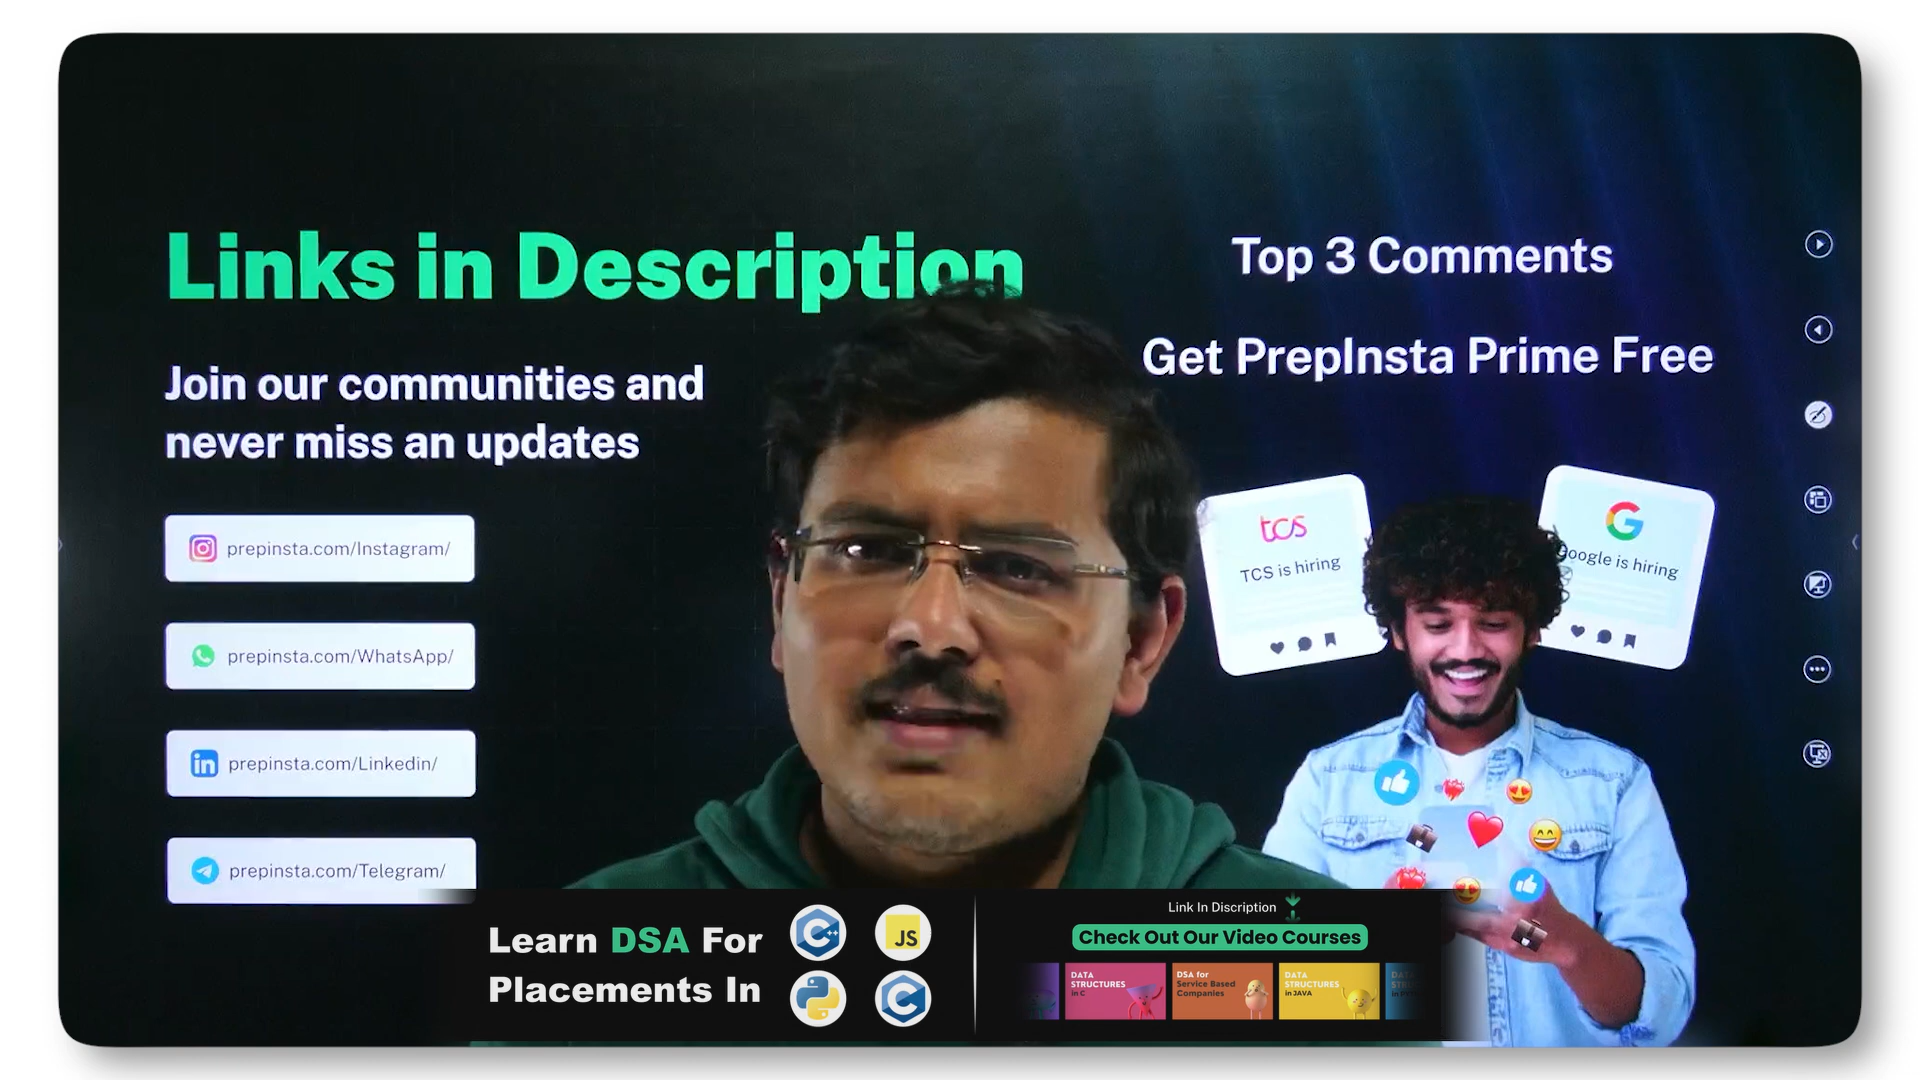 Links in Description
Join our communities and
never miss an updates
prepinsta.com/Instagram/
prepinsta.com/WhatsApp/
prepinsta.com/Linkedin/
prepinsta.com/Telegram/
Top 3 Comments
Get PrepInsta Prime Free
tcs
TCS is hiring
G
Google is hiring
Learn DSA For
Placements In
C++
JS
C
Link In Discription
Check Out Our Video Courses
DATA
STRUCTURES
in C
DSA for
Service Based
Companies
DATA
STRUCTURES
in JAVA
DATA